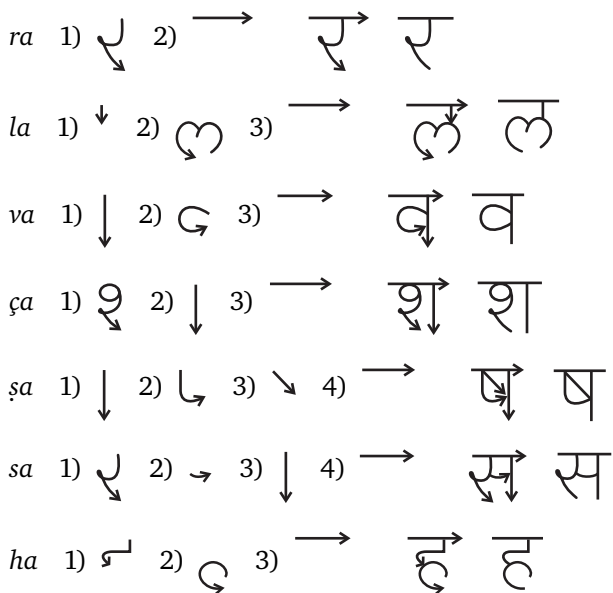 ra 1) 2) र
la 1) 2) 3) ल
va 1) 2) 3) व
ça 1) 2) 3) श
ṣa 1) 2) 3) 4) ष
sa 1) 2) 3) 4) स
ha 1) 2) 3) ह